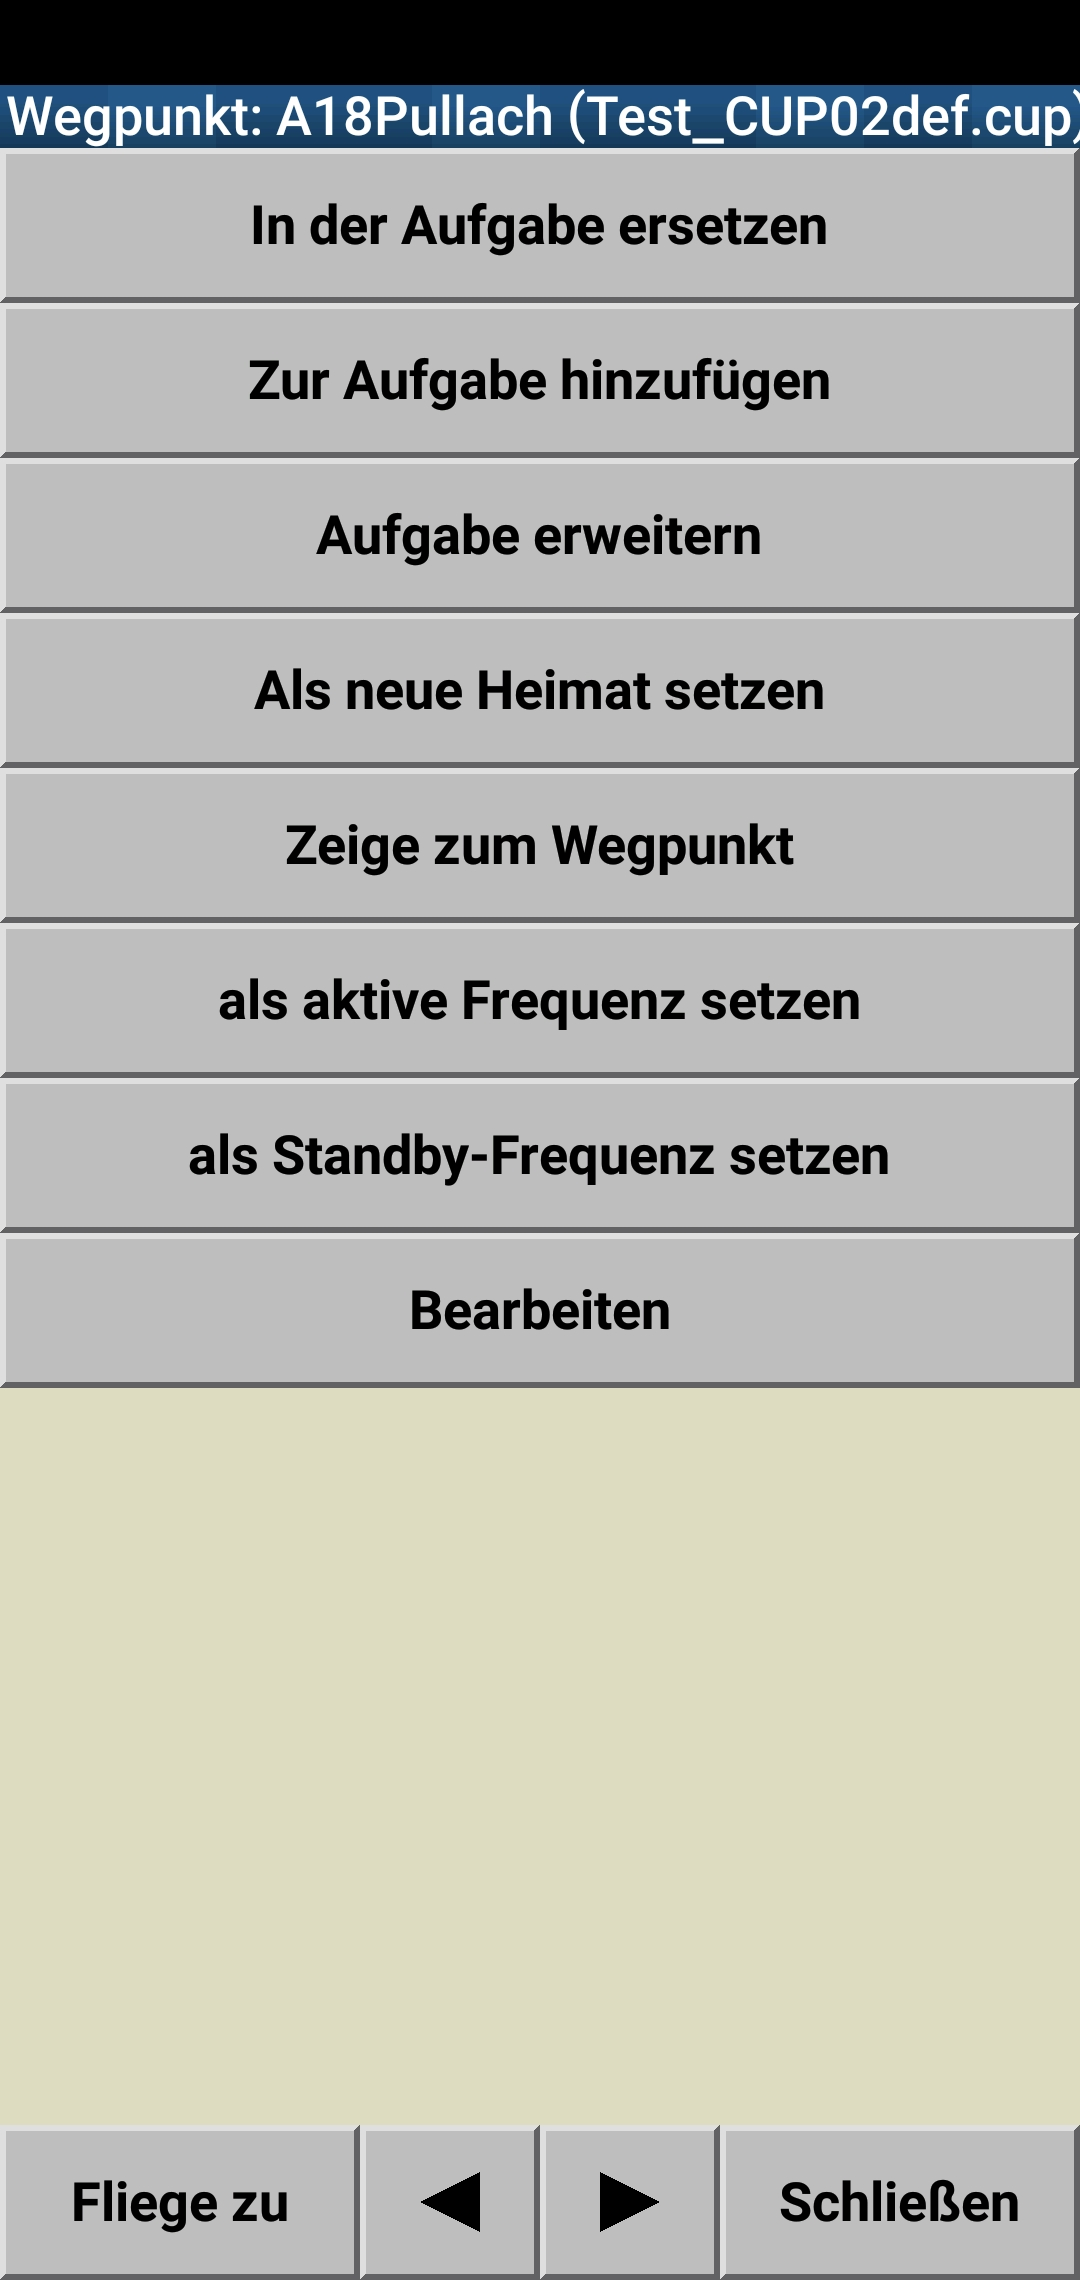 Wegpunkt: A18Pullach (Test_CUP02def.cup)
In der Aufgabe ersetzen
Zur Aufgabe hinzufügen
Aufgabe erweitern
Als neue Heimat setzen
Zeige zum Wegpunkt
als aktive Frequenz setzen
als Standby-Frequenz setzen
Bearbeiten
Fliege zu
Schließen